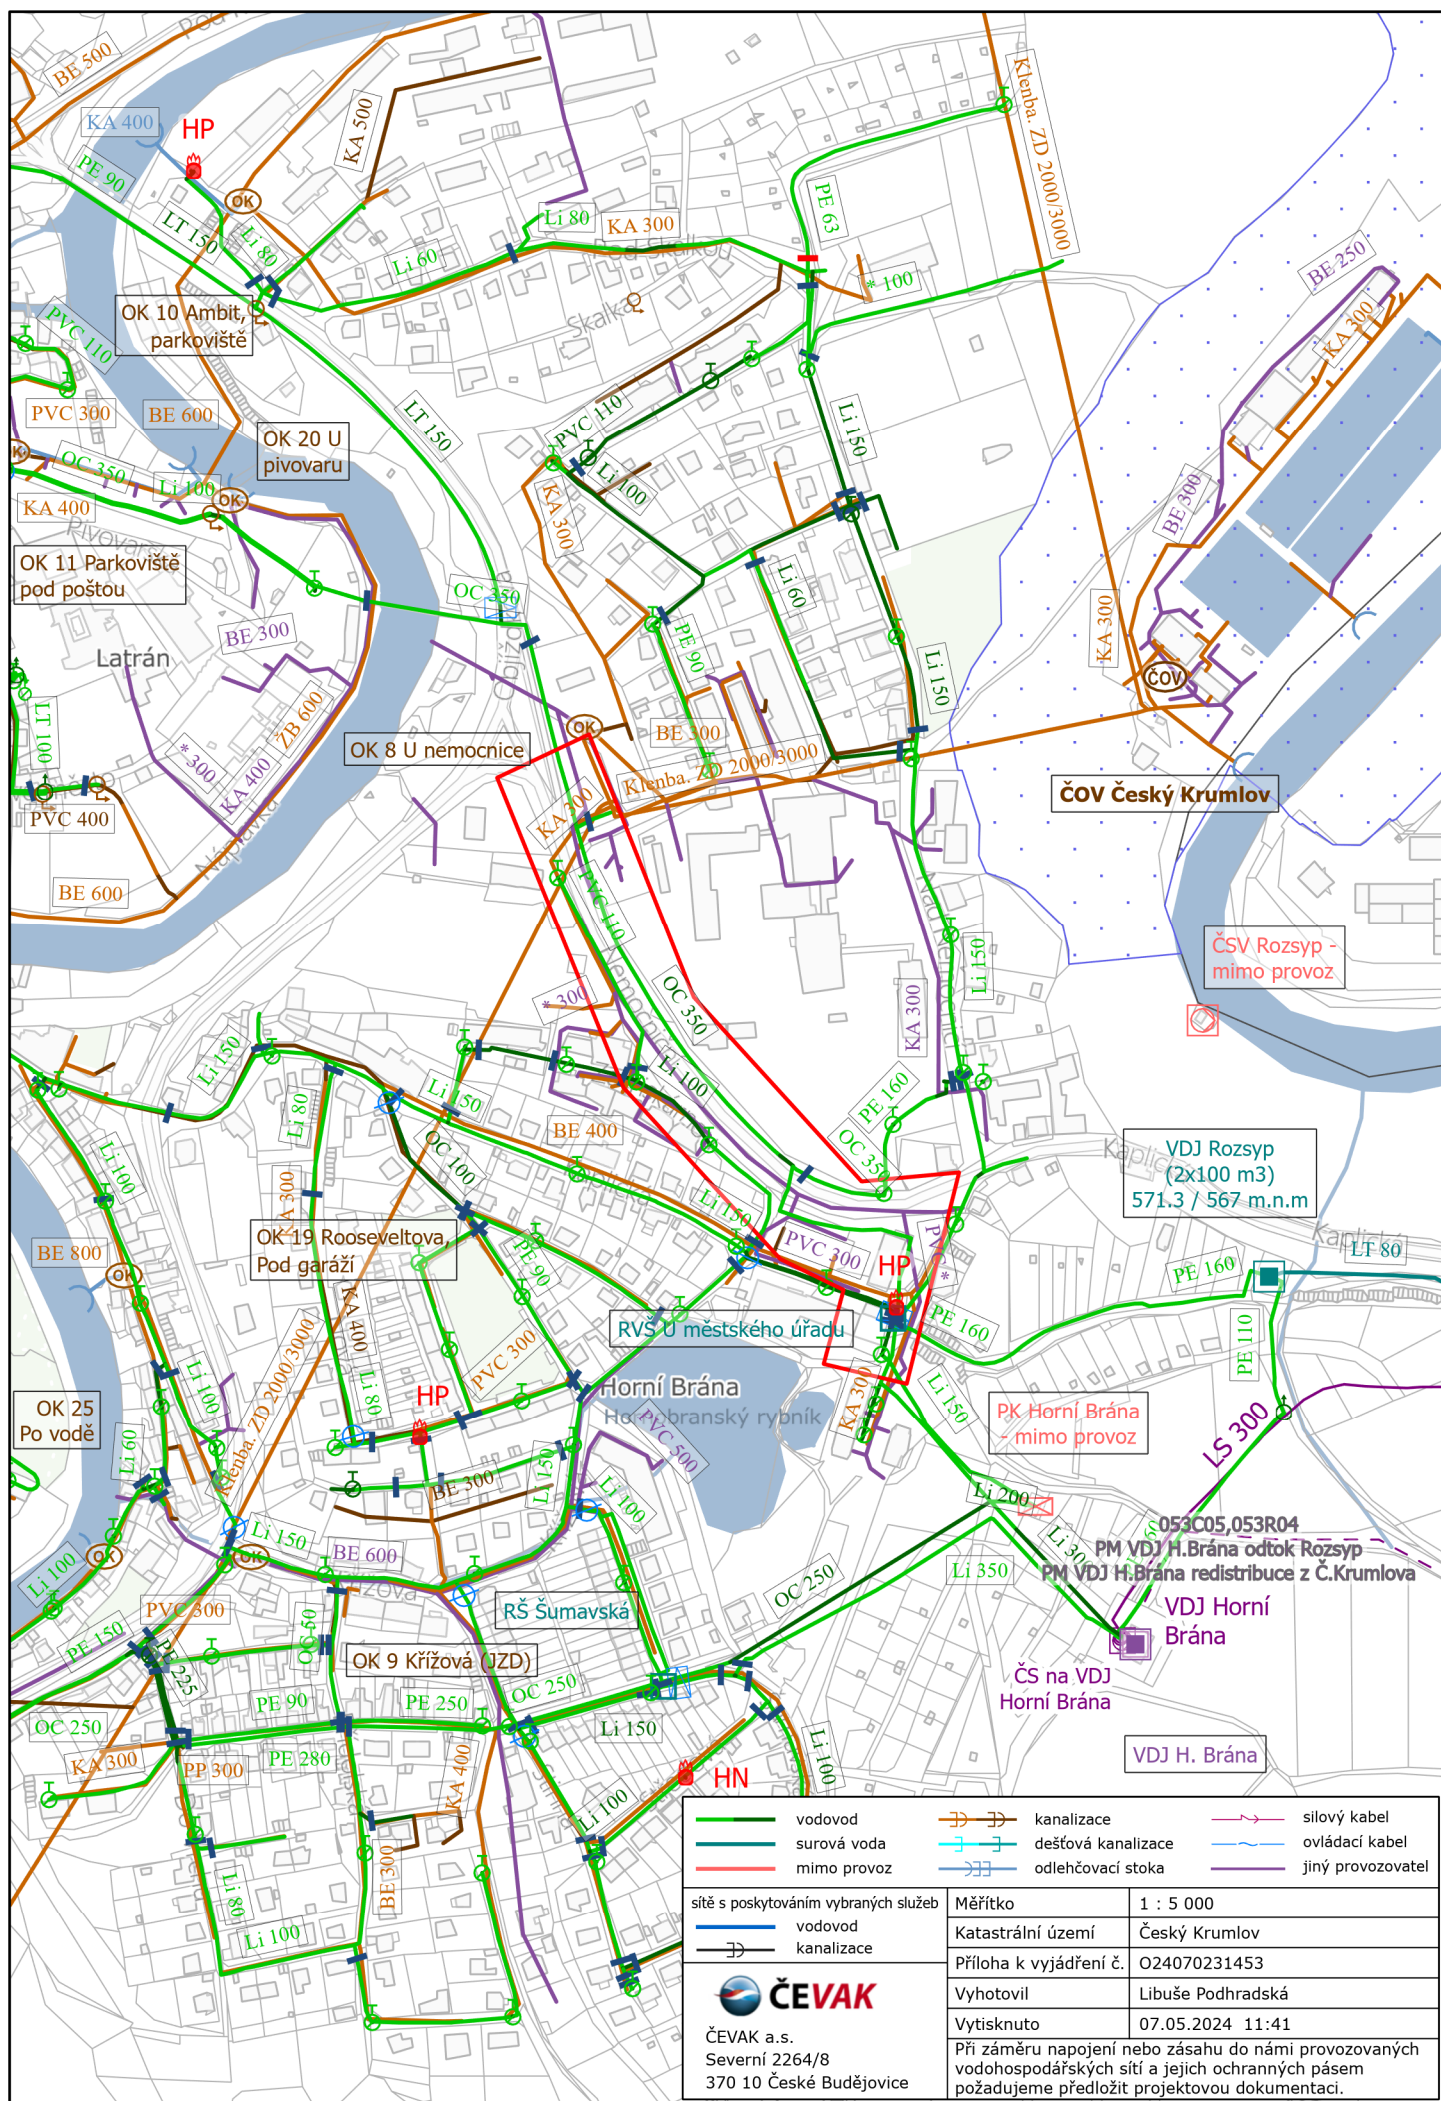 BE 500
KA 400
HP
PE 90
LT 150
KA 500
OK
Li 80
Li 60
Li 80
KA 300
Pod Skalkou
Skalka
PE 63
* 100
Klenba. ZD 2000/3000
BE 250
KA 300
BE 300
KA 300
OK 10 Ambit,
parkoviště
PVC 110
PVC 300
BE 600
OK 20 U
pivovaru
LT 150
OC 350
Li 100
OK
KA 400
OK 11 Parkoviště
pod poštou
BE 300
Latrán
LT 100
* 300
KA 400
ŽB 600
PVC 400
BE 600
Náplavka
OC 350
PVC 110
Li 100
KA 300
Li 150
Li 60
PE 90
Li 150
BE 300
OK
OK 8 U nemocnice
Klenba. ZD 2000/3000
KA 300
ČOV
ČOV Český Krumlov
PVC 110
* 300
OC 350
Li 100
KA 300
Li 150
ČSV Rozsyp -
mimo provoz
Li 150
Li 80
Li 150
BE 400
OC 100
PE 160
OC 350
VDJ Rozsyp
(2x100 m3)
571.3 / 567 m.n.m
Kaplická
LT 80
PE 160
PE 110
Li 100
KA 300
BE 800
OK
OK 19 Rooseveltova,
Pod garáží
PE 90
Li 150
PVC 300
PVC *
HP
PE 160
RVŠ U městského úřadu
KA 400
Li 80
PVC 300
HP
Horní Brána
Hornobranský rybník
PVC 500
KA 300
Li 150
PK Horní Brána
- mimo provoz
LS 300
OK 25
Po vodě
Li 60
Li 100
Klenba. ZD 2000/3000
BE 300
Li 150
Li 100
Li 200
Li 300
053C05,053R04
PM VDJ H.Brána odtok Rozsyp
PM VDJ H.Brána redistribuce z Č.Krumlova
Li 350
OC 250
VDJ Horní
Brána
ČS na VDJ
Horní Brána
VDJ H. Brána
Li 100
OK
OK
Li 150
BE 600
PVC 300
PE 150
PE 225
RŠ Šumavská
OK 9 Křížová (JZD)
OC 250
PE 90
PE 250
OC 250
Li 150
KA 300
PP 300
PE 280
KA 400
Li 100
HN
Li 100
BE 300
Li 80
Li 100
vodovod
surová voda
mimo provoz
kanalizace
dešťová kanalizace
odlehčovací stoka
silový kabel
ovládací kabel
jiný provozovatel
sítě s poskytováním vybraných služeb
vodovod
kanalizace
Měřítko 1 : 5 000
Katastrální území Český Krumlov
Příloha k vyjádření č. O24070231453
Vyhotovil Libuše Podhradská
Vytisknuto 07.05.2024 11:41
ČEVAK
ČEVAK a.s.
Severní 2264/8
370 10 České Budějovice
Při záměru napojení nebo zásahu do námi provozovaných
vodohospodářských sítí a jejich ochranných pásem
požadujeme předložit projektovou dokumentaci.